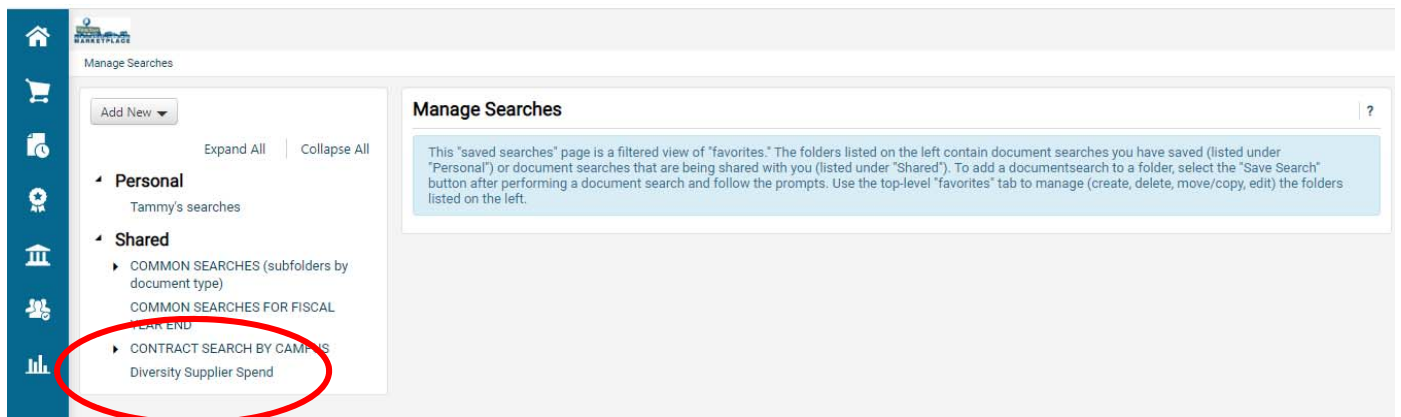 MARKETPLACE
Manage Searches
Add New
Expand All
Collapse All
Personal
Tammy's searches
Shared
COMMON SEARCHES (subfolders by
document type)
COMMON SEARCHES FOR FISCAL
YEAR END
CONTRACT SEARCH BY CAMPUS
Diversity Supplier Spend
Manage Searches
?
This "saved searches" page is a filtered view of "favorites." The folders listed on the left contain document searches you have saved (listed under
"Personal") or document searches that are being shared with you (listed under "Shared"). To add a documentsearch to a folder, select the "Save Search"
button after performing a document search and follow the prompts. Use the top-level "favorites" tab to manage (create, delete, move/copy, edit) the folders
listed on the left.